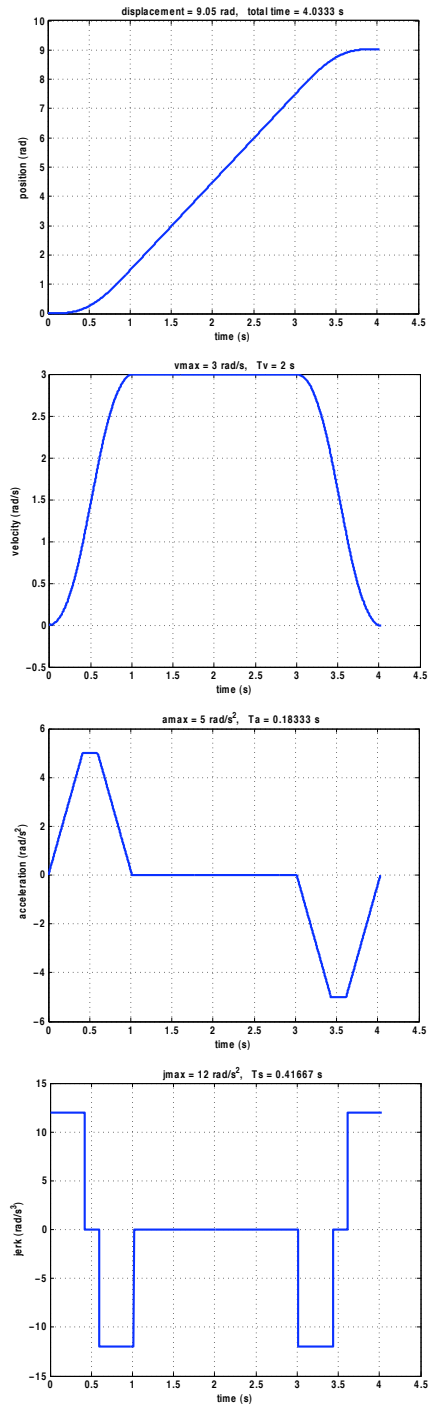 displacement = 9.05 rad, total time = 4.0333 s
10
9
8
7
6
5
4
3
2
1
0
position (rad)
0 0.5 1 1.5 2 2.5 3 3.5 4 4.5
time (s)
vmax = 3 rad/s, Tv = 2 s
3
2.5
2
1.5
1
0.5
0
−0.5
velocity (rad/s)
0 0.5 1 1.5 2 2.5 3 3.5 4 4.5
time (s)
amax = 5 rad/s², Ta = 0.18333 s
6
4
2
0
−2
−4
−6
acceleration (rad/s²)
0 0.5 1 1.5 2 2.5 3 3.5 4 4.5
time (s)
jmax = 12 rad/s², Ts = 0.41667 s
15
10
5
0
−5
−10
−15
jerk (rad/s³)
0 0.5 1 1.5 2 2.5 3 3.5 4 4.5
time (s)